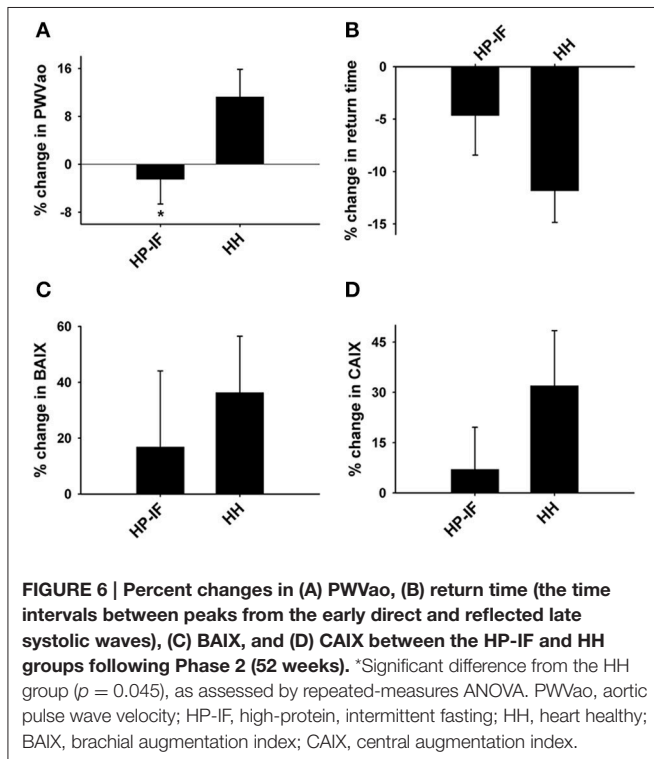 A
% change in PWVao
16
8
0
-8
*
HP-IF
HH
B
HP-IF
HH
% change in return time
0
-5
-10
-15
C
% change in BAIX
60
40
20
0
HP-IF
HH
D
% change in CAIX
45
30
15
0
HP-IF
HH
FIGURE 6 | Percent changes in (A) PWVao, (B) return time (the time
intervals between peaks from the early direct and reflected late
systolic waves), (C) BAIX, and (D) CAIX between the HP-IF and HH
groups following Phase 2 (52 weeks). *Significant difference from the HH
group (p = 0.045), as assessed by repeated-measures ANOVA. PWVao, aortic
pulse wave velocity; HP-IF, high-protein, intermittent fasting; HH, heart healthy;
BAIX, brachial augmentation index; CAIX, central augmentation index.